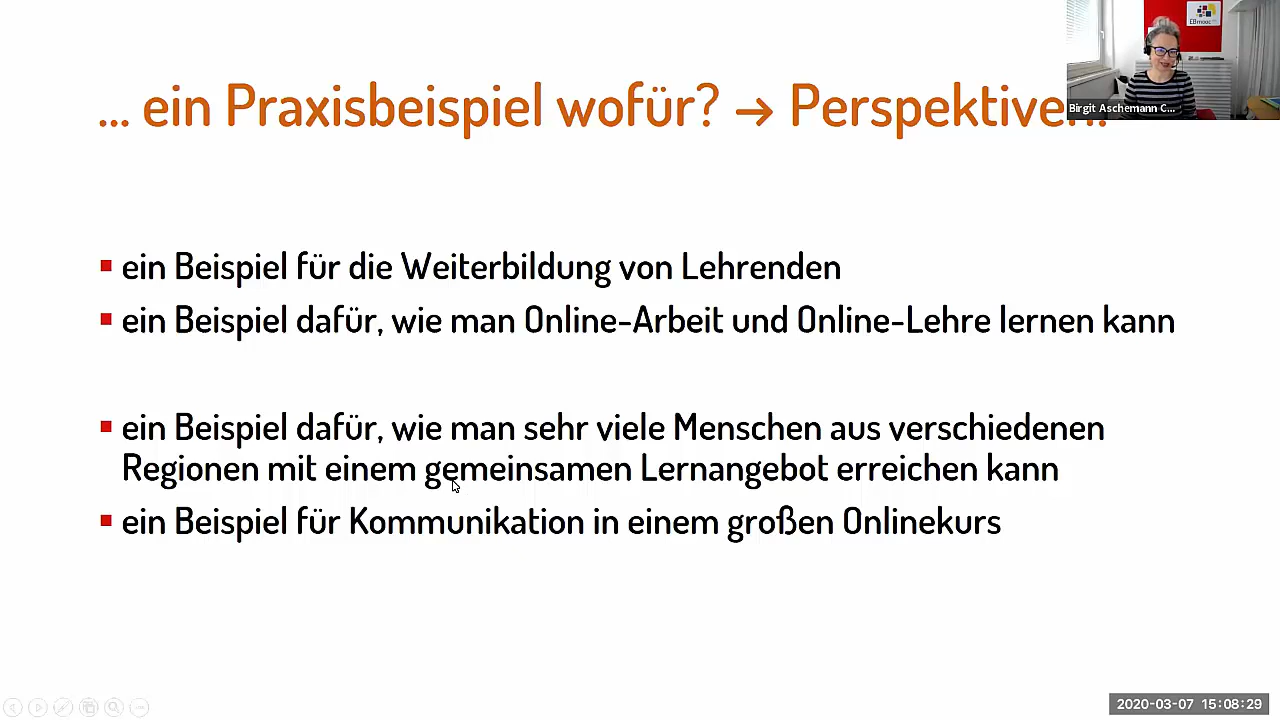 ... ein Praxisbeispiel wofür? → Perspektiven!
EBmooc
Birgit Aschemann C...
▪ ein Beispiel für die Weiterbildung von Lehrenden
▪ ein Beispiel dafür, wie man Online-Arbeit und Online-Lehre lernen kann
▪ ein Beispiel dafür, wie man sehr viele Menschen aus verschiedenen
Regionen mit einem gemeinsamen Lernangebot erreichen kann
▪ ein Beispiel für Kommunikation in einem großen Onlinekurs
2020-03-07 15:08:29